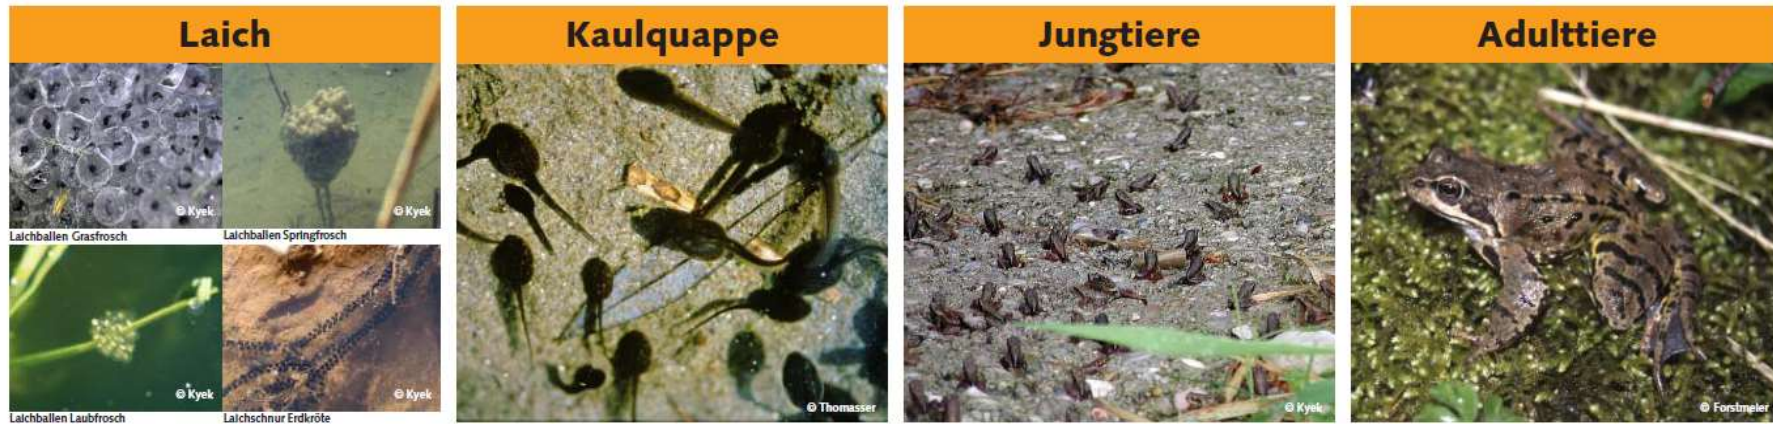 Laich
© Kyek
© Kyek
Laichballen Grasfrosch
Laichballen Springfrosch
© Kyek
© Kyek
Laichballen Laubfrosch
Laichschnur Erdkröte
Kaulquappe
© Thomasser
Jungtiere
© Kyek
Adulttiere
© Forstmeier